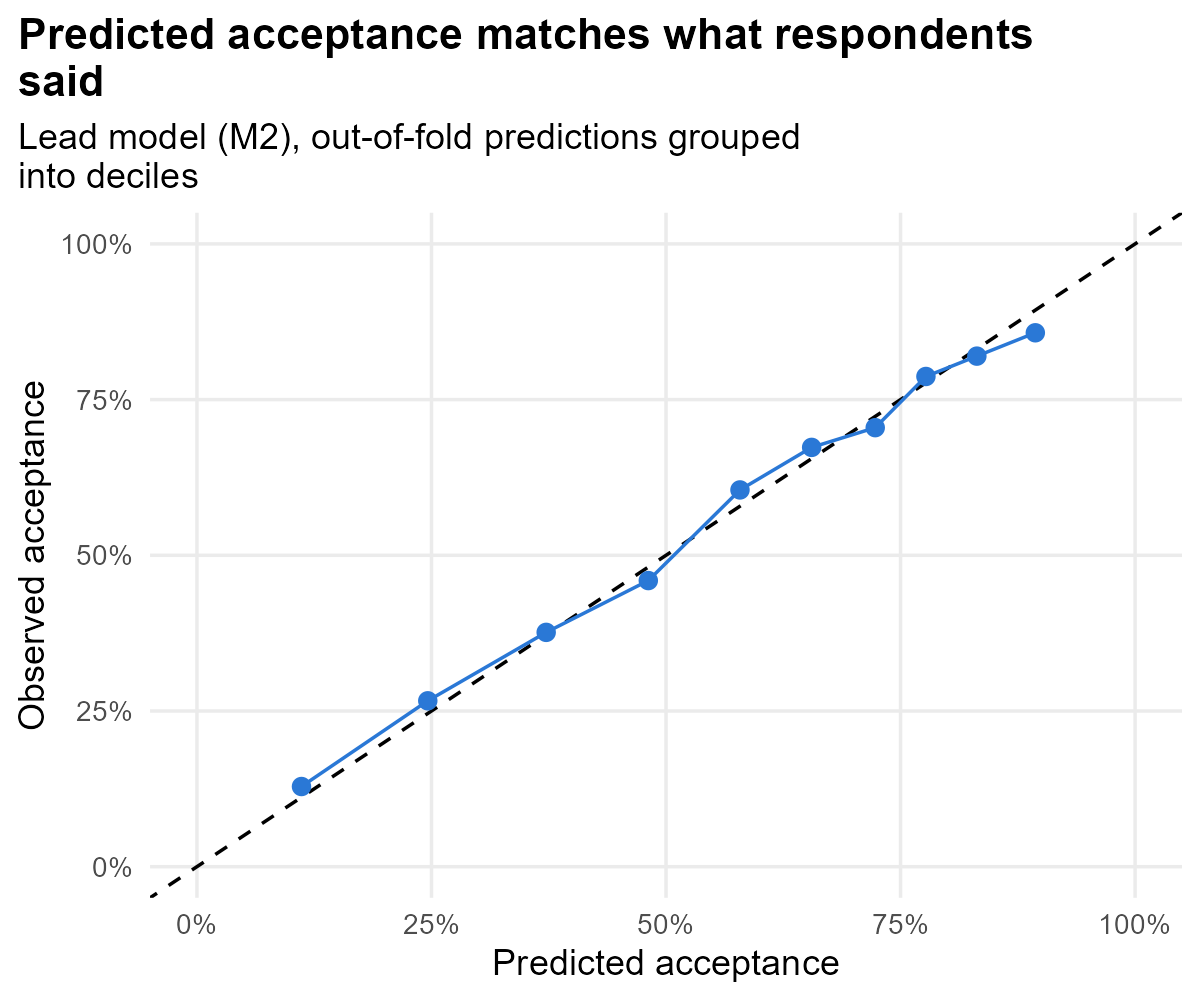 Predicted acceptance matches what respondents
said
Lead model (M2), out-of-fold predictions grouped
into deciles
100%
75%
50%
25%
0%
Observed acceptance
0%
25%
50%
75%
100%
Predicted acceptance